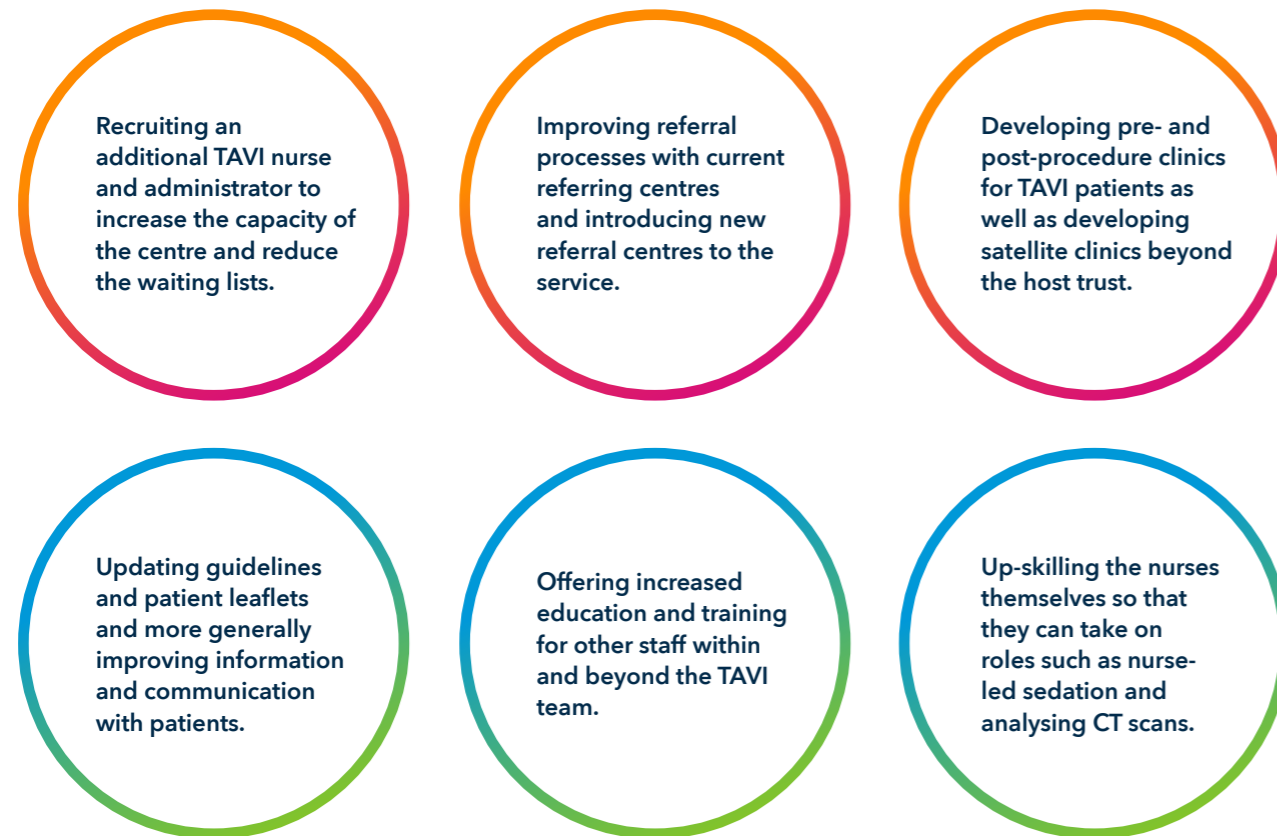 Recruiting an
additional TAVI nurse
and administrator to
increase the capacity of
the centre and reduce
the waiting lists.
Improving referral
processes with current
referring centres
and introducing new
referral centres to the
service.
Developing pre- and
post-procedure clinics
for TAVI patients as
well as developing
satellite clinics beyond
the host trust.
Updating guidelines
and patient leaflets
and more generally
improving information
and communication
with patients.
Offering increased
education and training
for other staff within
and beyond the TAVI
team.
Up-skilling the nurses
themselves so that
they can take on
roles such as nurse-
led sedation and
analysing CT scans.